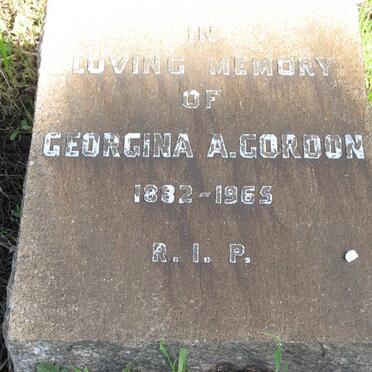 IN
LOVING MEMORY
OF
GEORGINA A. GORDON
1882-1965
R. I. P.